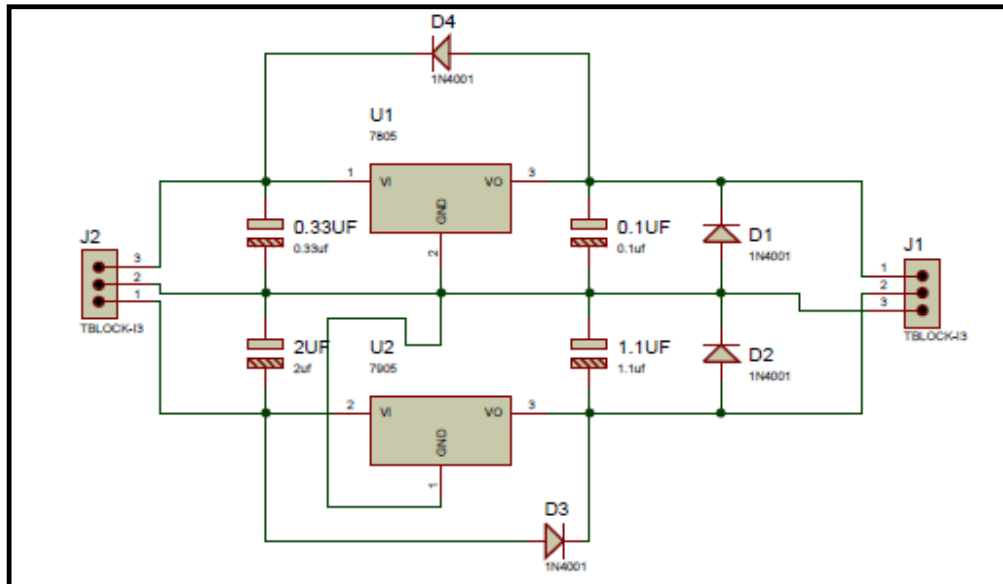 D4
1N4001
U1
7805
1 VI VO 3
GND
2
0.33UF
0.33uf
0.1UF
0.1uf
D1
1N4001
J2
3
2
1
TBLOCK-I3
J1
1
2
3
TBLOCK-I3
2UF
2uf
U2
7905
1.1UF
1.1uf
D2
1N4001
2 VI VO 3
GND
1
D3
1N4001